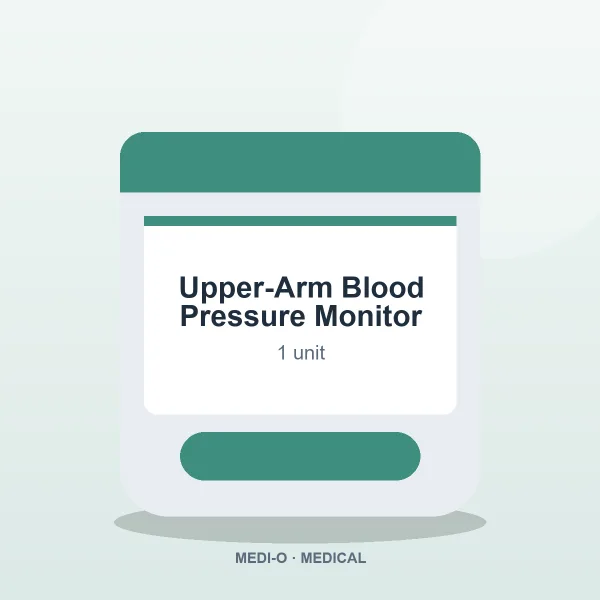 Upper-Arm Blood
Pressure Monitor
1 unit
MEDI-O · MEDICAL